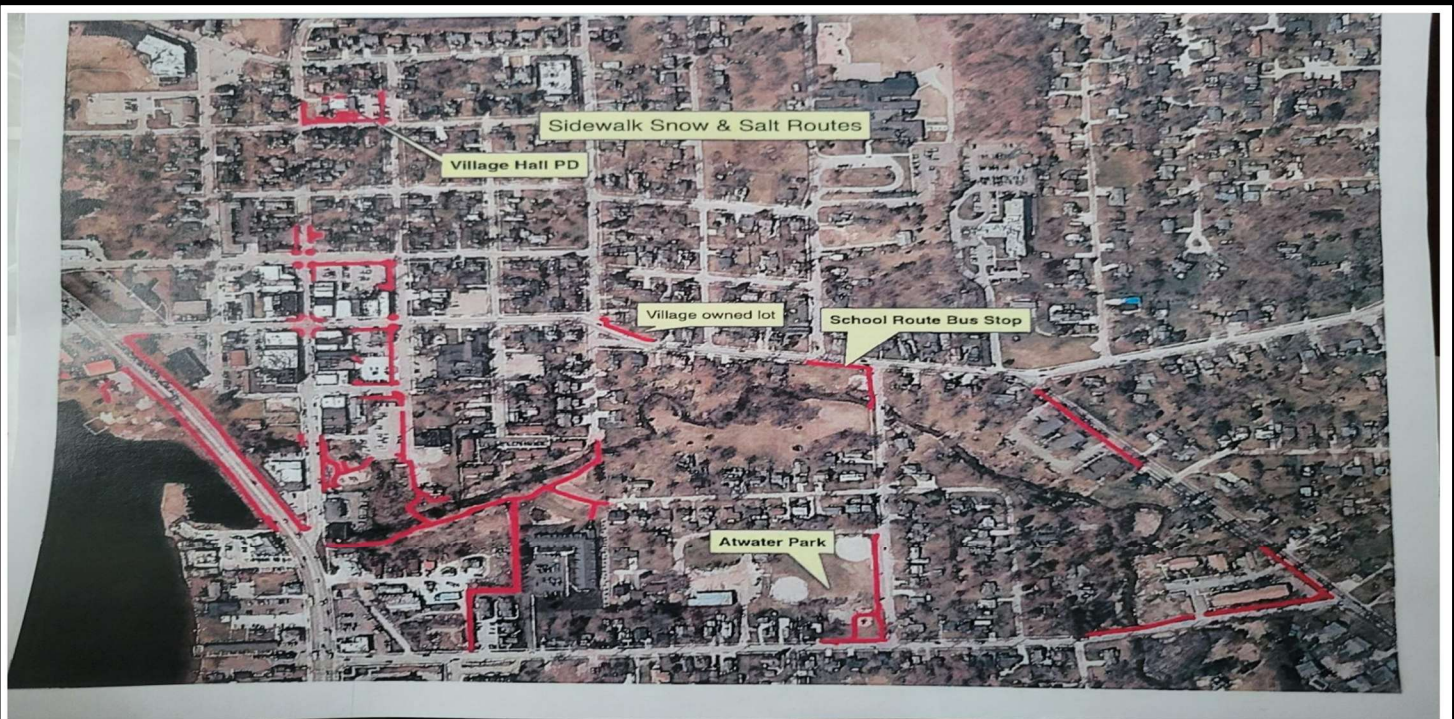 Sidewalk Snow & Salt Routes
Village Hall PD
Village owned lot
School Route Bus Stop
Atwater Park